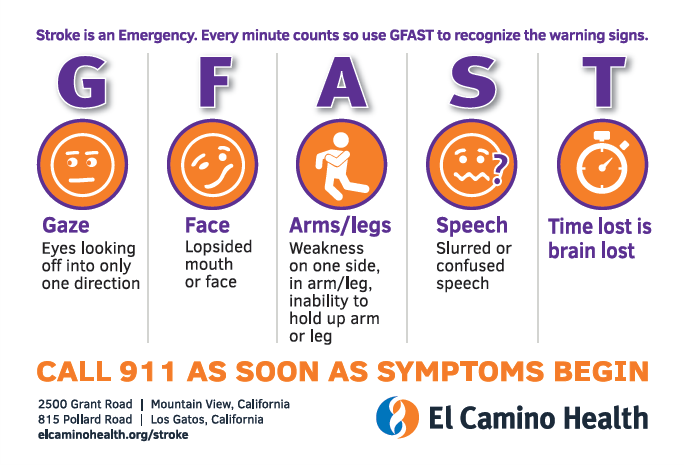 Stroke is an Emergency. Every minute counts so use GFAST to recognize the warning signs.
G
F
A
S
T
?
Gaze
Eyes looking
off into only
one direction
Face
Lopsided
mouth
or face
Arms/legs
Weakness
on one side,
in arm/leg,
inability to
hold up arm
or leg
Speech
Slurred or
confused
speech
Time lost is
brain lost
CALL 911 AS SOON AS SYMPTOMS BEGIN
2500 Grant Road | Mountain View, California
815 Pollard Road | Los Gatos, California
elcaminohealth.org/stroke
El Camino Health